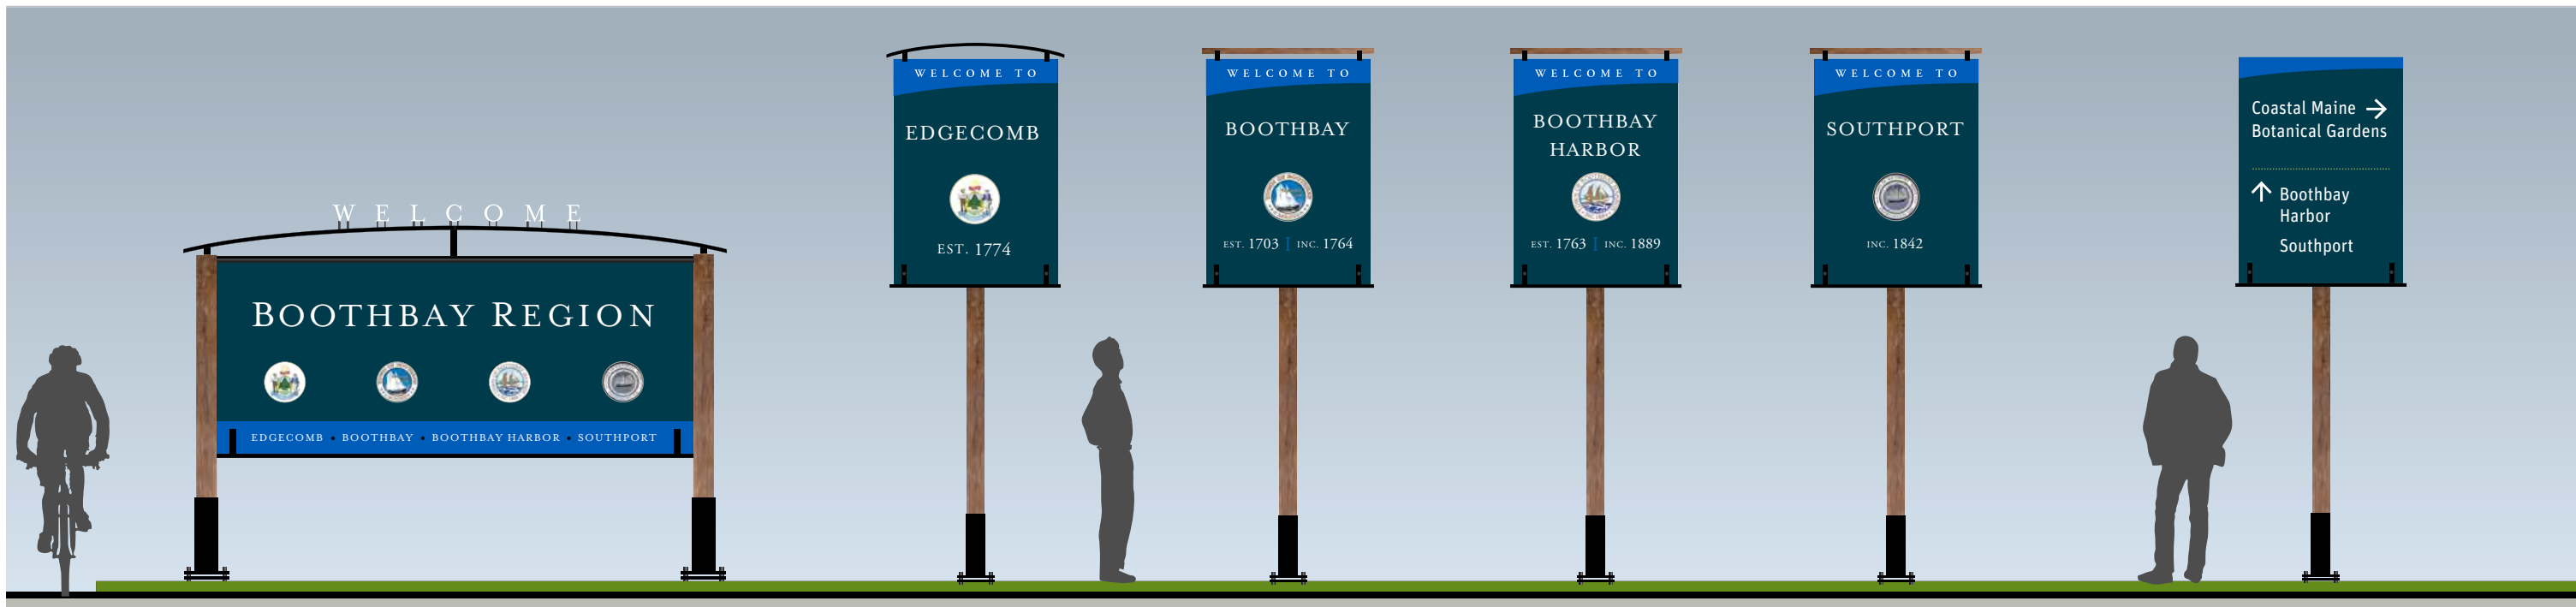 WELCOME
BOOTHBAY REGION
EDGECOMB • BOOTHBAY • BOOTHBAY HARBOR • SOUTHPORT
WELCOME TO
EDGECOMB
EST. 1774
WELCOME TO
BOOTHBAY
EST. 1703 | INC. 1764
WELCOME TO
BOOTHBAY
HARBOR
EST. 1763 | INC. 1889
WELCOME TO
SOUTHPORT
INC. 1842
Coastal Maine →
Botanical Gardens
↑ Boothbay
Harbor
Southport